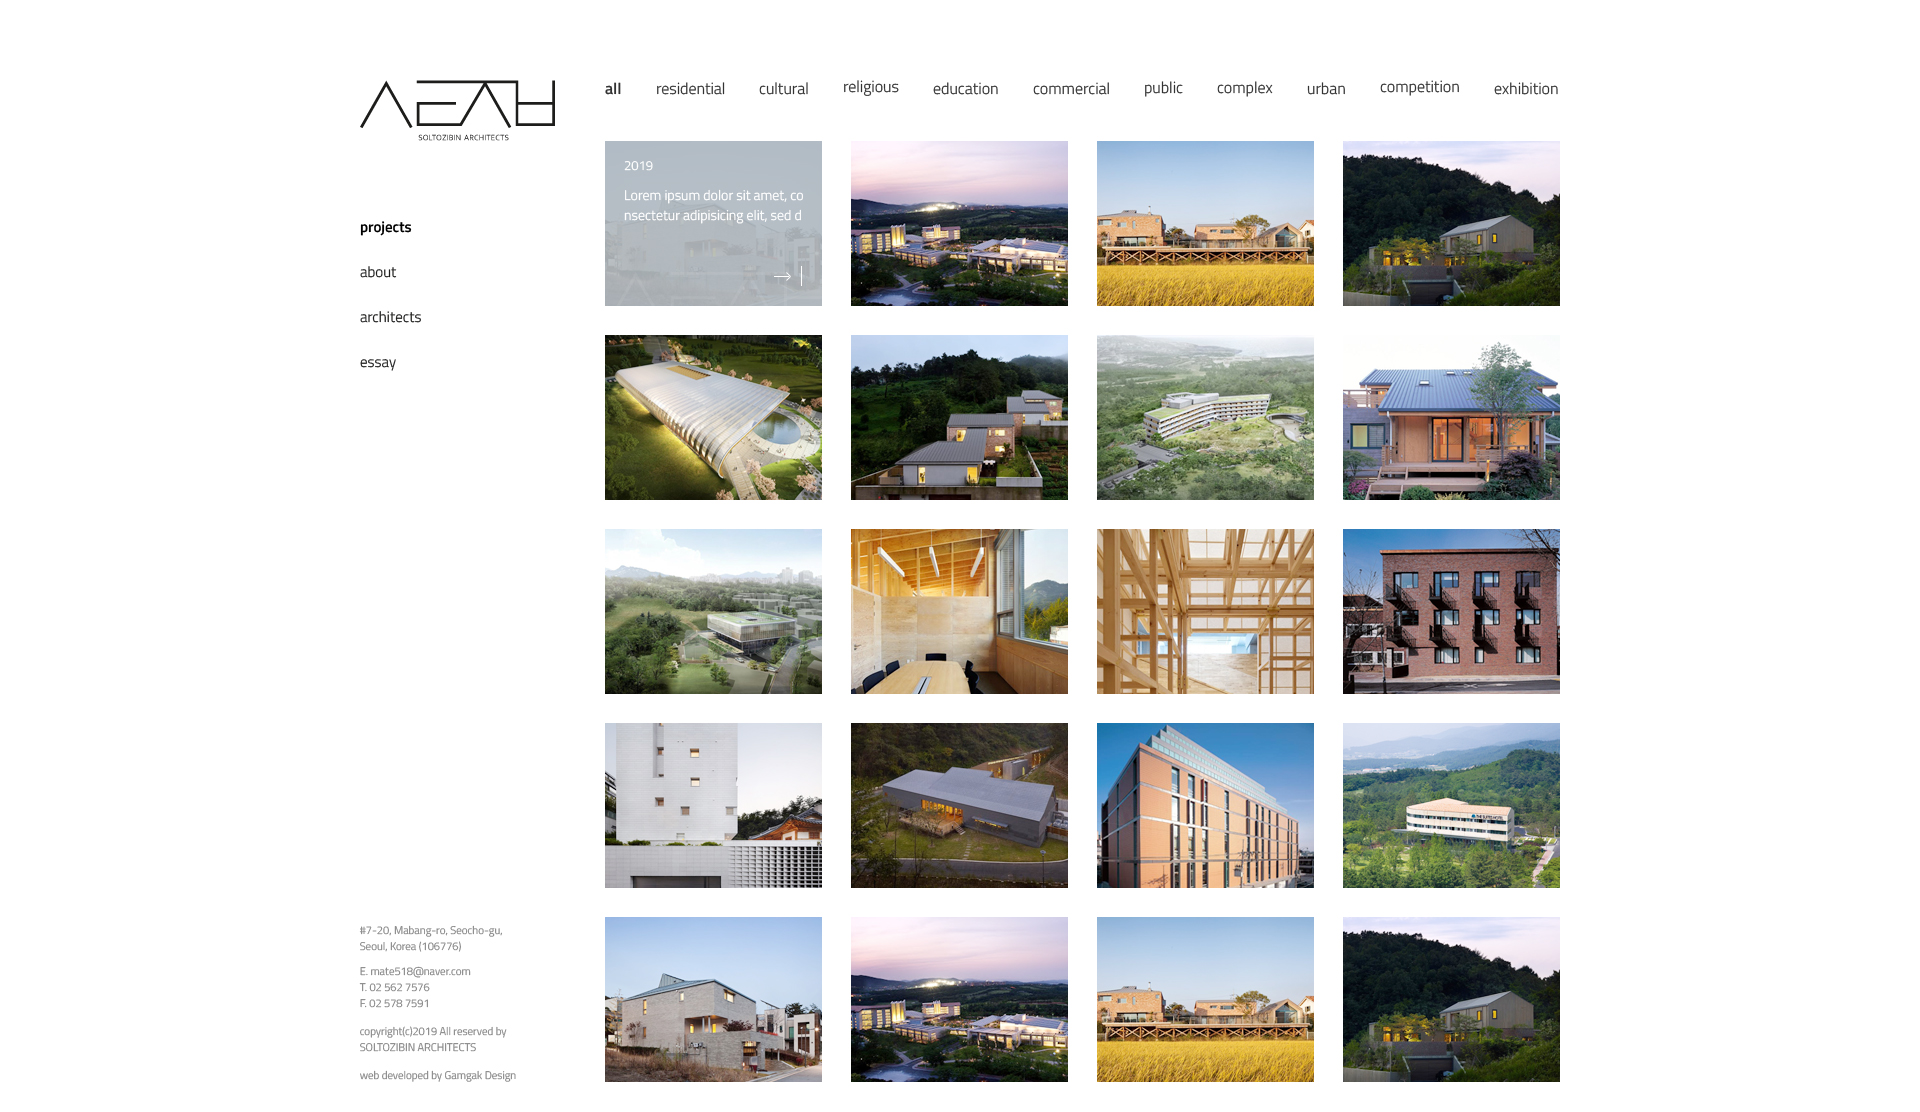 SOLTOZIBIN ARCHITECTS
all residential cultural religious education commercial public complex urban competition exhibition
projects
about
architects
essay
2019
Lorem ipsum dolor sit amet, co
nsectetur adipisicing elit, sed d
#7-20, Mabang-ro, Seocho-gu,
Seoul, Korea (106776)
E. mate518@naver.com
T. 02 562 7576
F. 02 578 7591
copyright(c)2019 All reserved by
SOLTOZIBIN ARCHITECTS
web developed by Gamgak Design